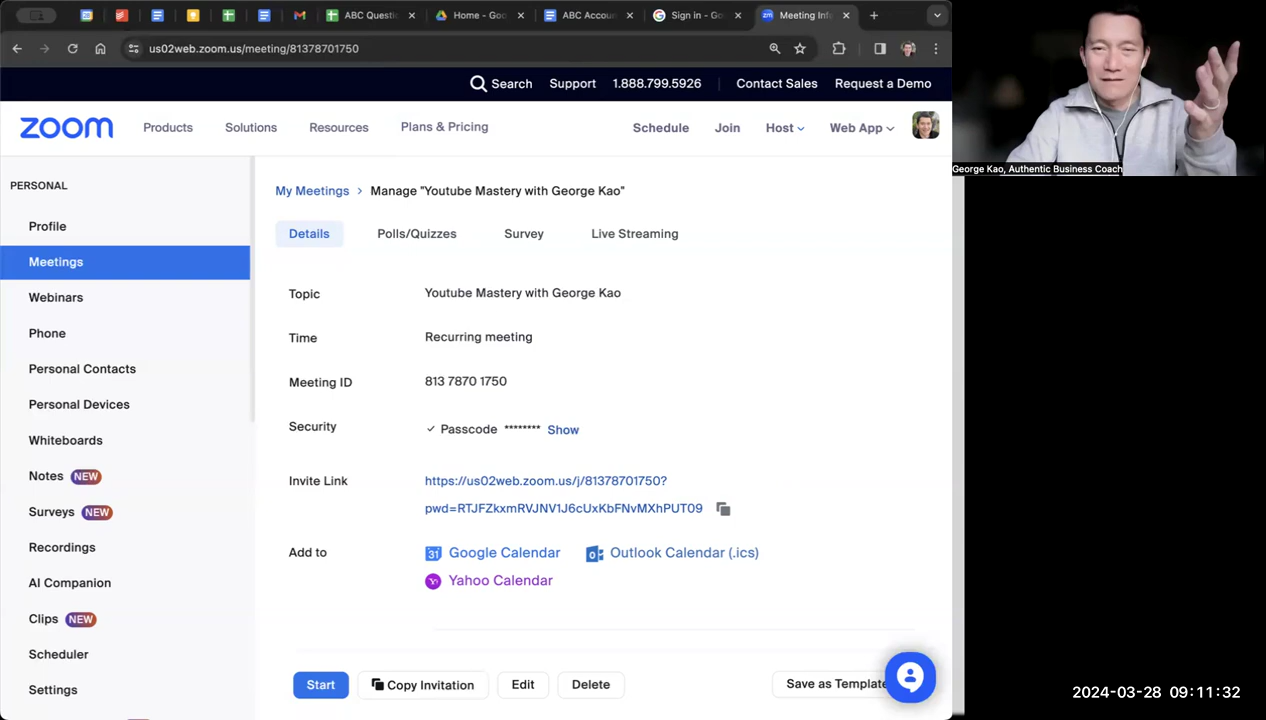 ABC Questi
Home - Goo
ABC Accoun
Sign in - Go
Meeting Info
us02web.zoom.us/meeting/81378701750
Search Support 1.888.799.5926 Contact Sales Request a Demo
zoom Products Solutions Resources Plans & Pricing Schedule Join Host Web App
PERSONAL
Profile
Meetings
Webinars
Phone
Personal Contacts
Personal Devices
Whiteboards
Notes NEW
Surveys NEW
Recordings
AI Companion
Clips NEW
Scheduler
Settings
My Meetings > Manage "Youtube Mastery with George Kao"
Details Polls/Quizzes Survey Live Streaming
Topic Youtube Mastery with George Kao
Time Recurring meeting
Meeting ID 813 7870 1750
Security ✓ Passcode ******** Show
Invite Link https://us02web.zoom.us/j/81378701750?
pwd=RTJFZkxmRVJNV1J6cUxKbFNvMXhPUT09
Add to 31 Google Calendar Outlook Calendar (.ics)
Yahoo Calendar
Start Copy Invitation Edit Delete Save as Template
George Kao, Authentic Business Coach
2024-03-28 09:11:32